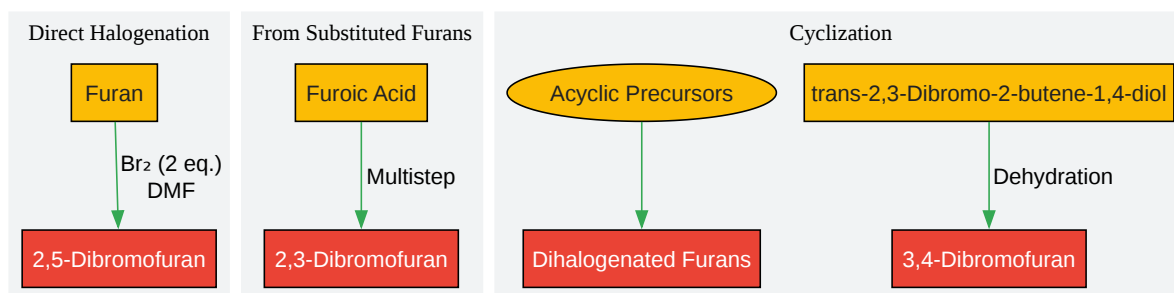 Direct Halogenation
From Substituted Furans
Cyclization
Furan
Furoic Acid
Acyclic Precursors
trans-2,3-Dibromo-2-butene-1,4-diol
Br₂ (2 eq.)
DMF
Multistep
Dehydration
2,5-Dibromofuran
2,3-Dibromofuran
Dihalogenated Furans
3,4-Dibromofuran